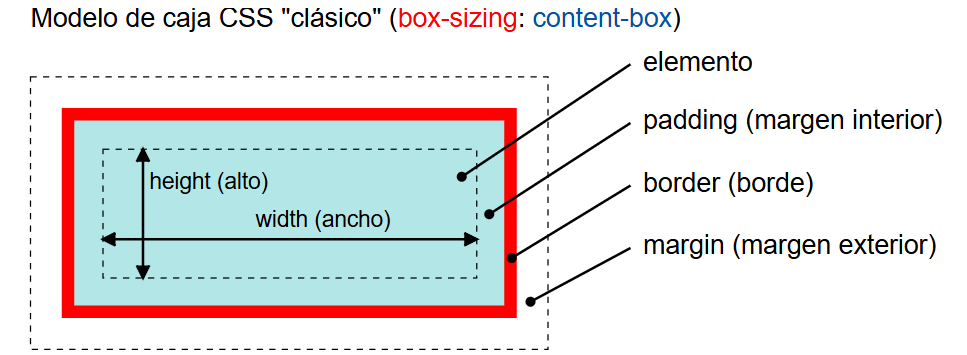 Modelo de caja CSS "clásico" (box-sizing: content-box)
elemento
padding (margen interior)
height (alto)
border (borde)
width (ancho)
margin (margen exterior)